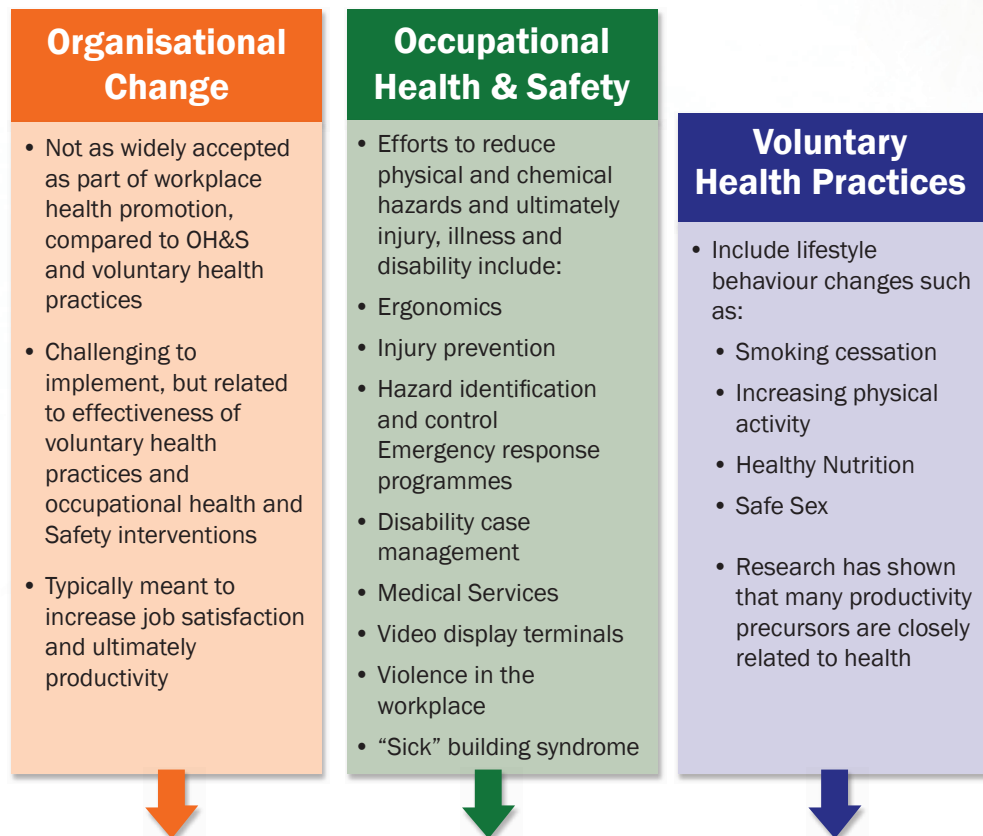 Organisational
Change
• Not as widely accepted
as part of workplace
health promotion,
compared to OH&S
and voluntary health
practices
• Challenging to
implement, but related
to effectiveness of
voluntary health
practices and
occupational health and
Safety interventions
• Typically meant to
increase job satisfaction
and ultimately
productivity
Occupational
Health & Safety
• Efforts to reduce
physical and chemical
hazards and ultimately
injury, illness and
disability include:
• Ergonomics
• Injury prevention
• Hazard identification
and control
Emergency response
programmes
• Disability case
management
• Medical Services
• Video display terminals
• Violence in the
workplace
• “Sick” building syndrome
Voluntary
Health Practices
• Include lifestyle
behaviour changes such
as:
• Smoking cessation
• Increasing physical
activity
• Healthy Nutrition
• Safe Sex
• Research has shown
that many productivity
precursors are closely
related to health